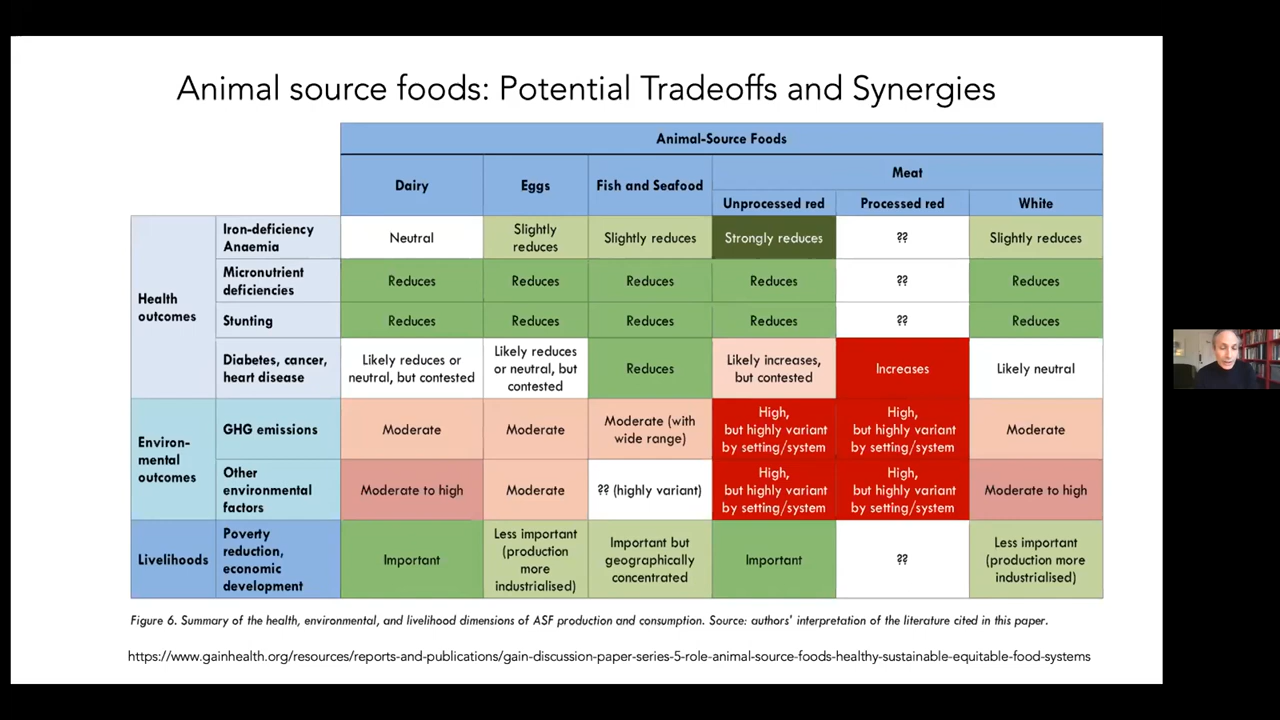 Animal source foods: Potential Tradeoffs and Synergies
Animal-Source Foods
Dairy
Eggs
Fish and Seafood
Meat
Unprocessed red
Processed red
White
Health
outcomes
Iron-deficiency
Anaemia
Neutral
Slightly
reduces
Slightly reduces
Strongly reduces
??
Slightly reduces
Micronutrient
deficiencies
Reduces
Reduces
Reduces
Reduces
??
Reduces
Stunting
Reduces
Reduces
Reduces
Reduces
??
Reduces
Diabetes, cancer,
heart disease
Likely reduces or
neutral, but contested
Likely reduces
or neutral, but
contested
Reduces
Likely increases,
but contested
Increases
Likely neutral
Environ-
mental
outcomes
GHG emissions
Moderate
Moderate
Moderate (with
wide range)
High,
but highly variant
by setting/system
High,
but highly variant
by setting/system
Moderate
Other
environmental
factors
Moderate to high
Moderate
?? (highly variant)
High,
but highly variant
by setting/system
High,
but highly variant
by setting/system
Moderate to high
Livelihoods
Poverty
reduction,
economic
development
Important
Less important
(production
more
industrialised)
Important but
geographically
concentrated
Important
??
Less important
(production more
industrialised)
Figure 6. Summary of the health, environmental, and livelihood dimensions of ASF production and consumption. Source: authors' interpretation of the literature cited in this paper.
https://www.gainhealth.org/resources/reports-and-publications/gain-discussion-paper-series-5-role-animal-source-foods-healthy-sustainable-equitable-food-systems